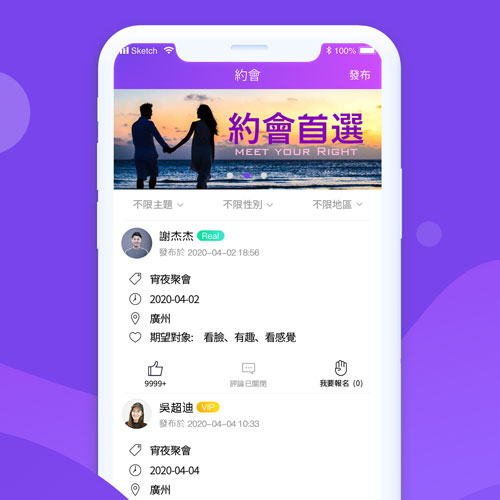 Sketch 100%
約會 發布
約會首選
MEET YOUR RIGHT
不限主題 不限性別 不限地區
謝杰杰 Real
發布於 2020-04-02 18:56
宵夜聚會
2020-04-02
廣州
期望對象: 看臉、有趣、看感覺
9999+ 評論已關閉 我要報名 (0)
吳超迪 VIP
發布於 2020-04-04 10:33
宵夜聚會
2020-04-04
廣州